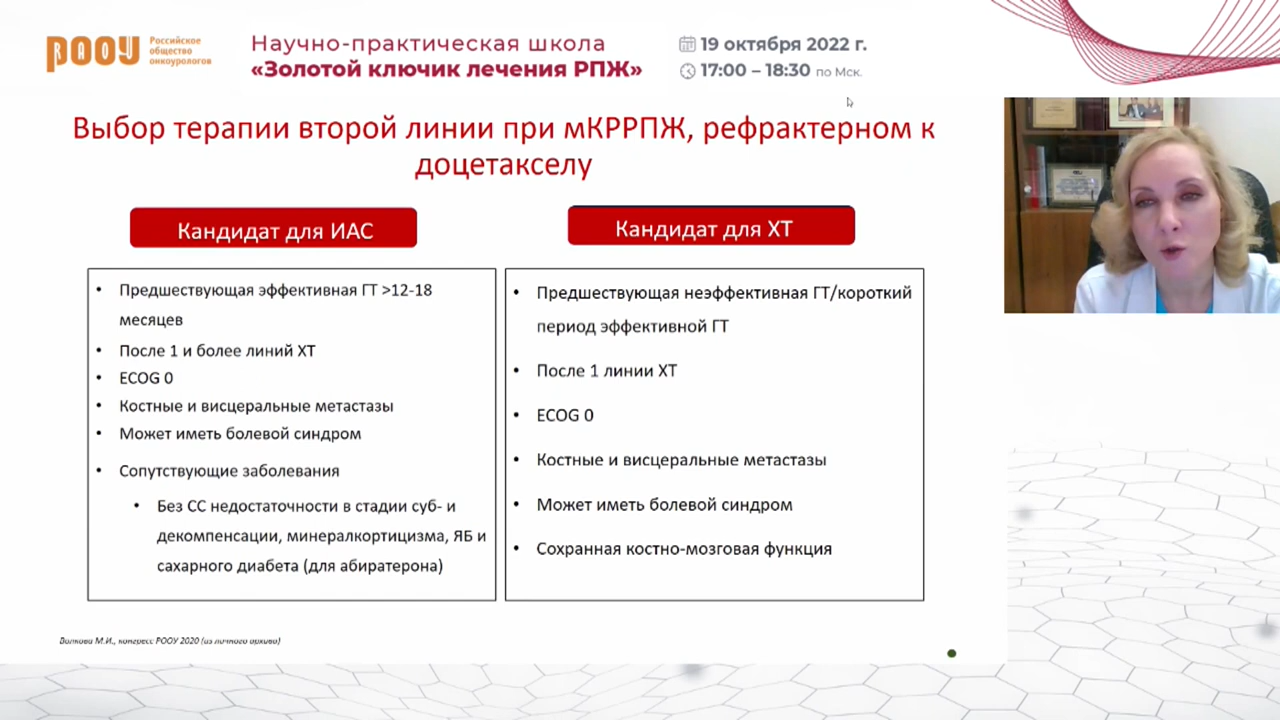 РООУ
Российское
общество
онкоурологов
Научно-практическая школа
«Золотой ключик лечения РПЖ»
19 октября 2022 г.
17:00 – 18:30 по Мск.
Выбор терапии второй линии при мКРРПЖ, рефрактерном к
доцетакселу
Кандидат для ИАС
• Предшествующая эффективная ГТ >12-18
месяцев
• После 1 и более линий ХТ
• ECOG 0
• Костные и висцеральные метастазы
• Может иметь болевой синдром
• Сопутствующие заболевания
• Без СС недостаточности в стадии суб- и
декомпенсации, минералкортицизма, ЯБ и
сахарного диабета (для абиратерона)
Кандидат для ХТ
• Предшествующая неэффективная ГТ/короткий
период эффективной ГТ
• После 1 линии ХТ
• ECOG 0
• Костные и висцеральные метастазы
• Может иметь болевой синдром
• Сохранная костно-мозговая функция
Волкова М.И., конгресс РООУ 2020 (из личного архива)